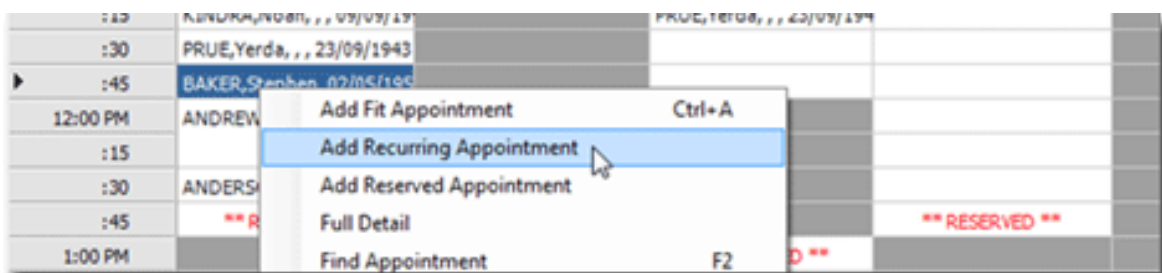 :15 KINDRA,Noah, , , 09/09/19 PRUE,Yerda, , , 23/09/194
:30 PRUE,Yerda, , , 23/09/1943
:45 BAKER,Stephen, 02/05/195
Add Fit Appointment Ctrl+A
12:00 PM ANDREW
Add Recurring Appointment
:15
Add Reserved Appointment
:30 ANDERS
Full Detail
:45 ** R ** RESERVED **
Find Appointment F2
1:00 PM D **